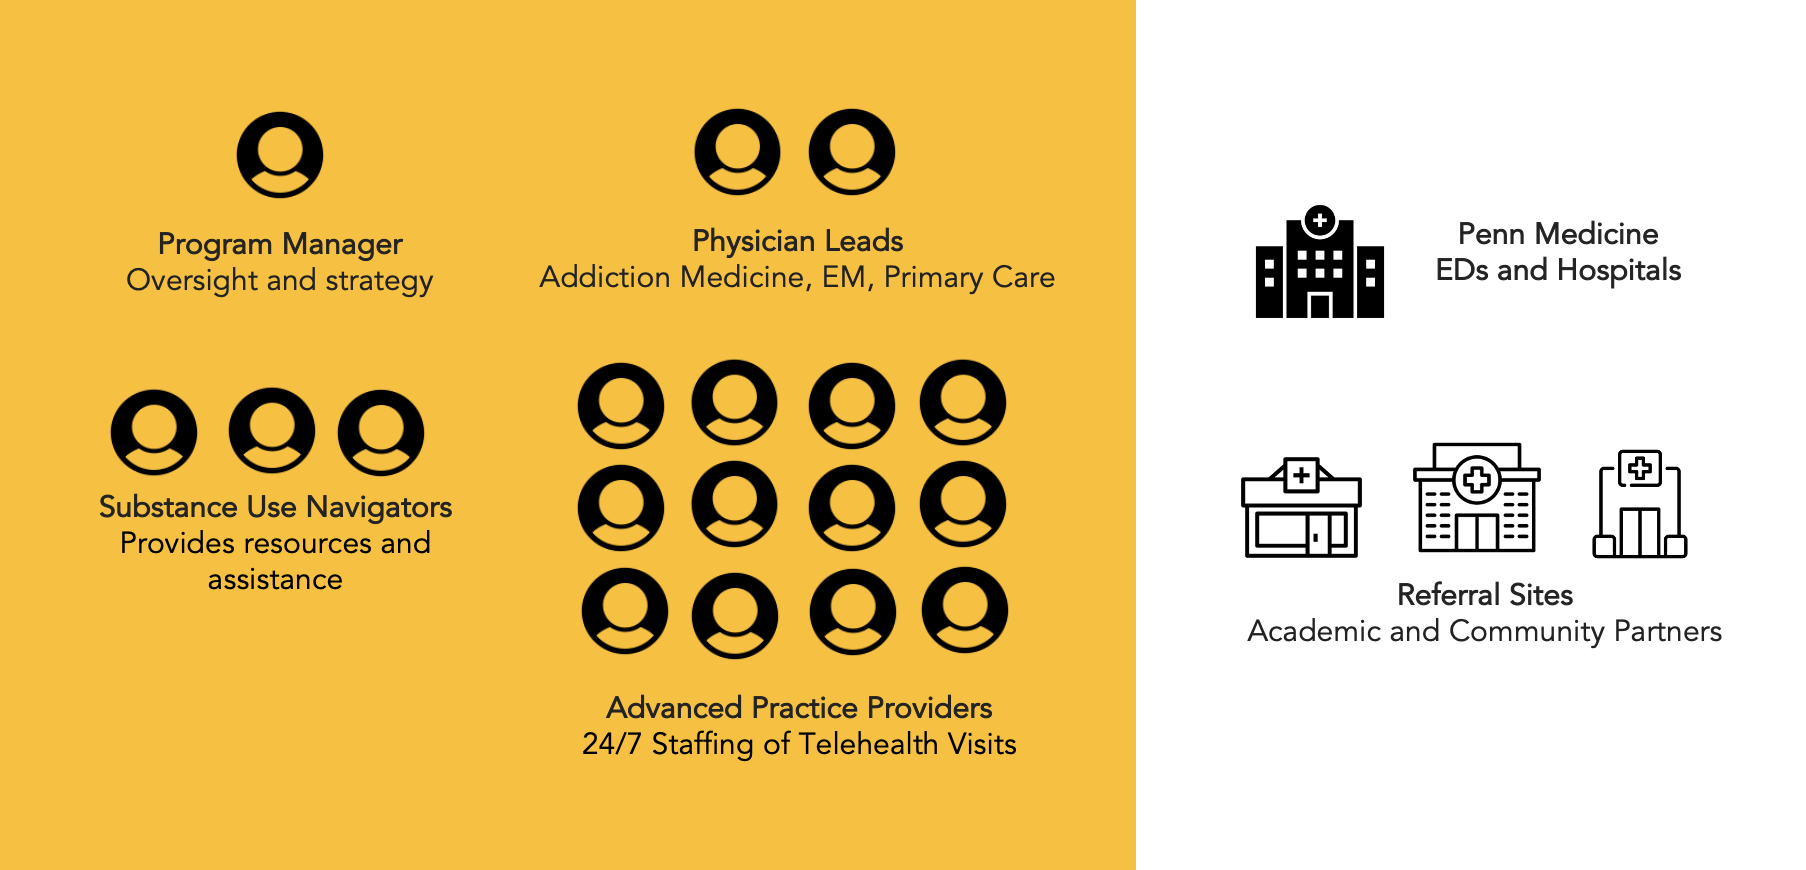 Program Manager
Oversight and strategy
Physician Leads
Addiction Medicine, EM, Primary Care
Substance Use Navigators
Provides resources and
assistance
Advanced Practice Providers
24/7 Staffing of Telehealth Visits
Penn Medicine
EDs and Hospitals
Referral Sites
Academic and Community Partners